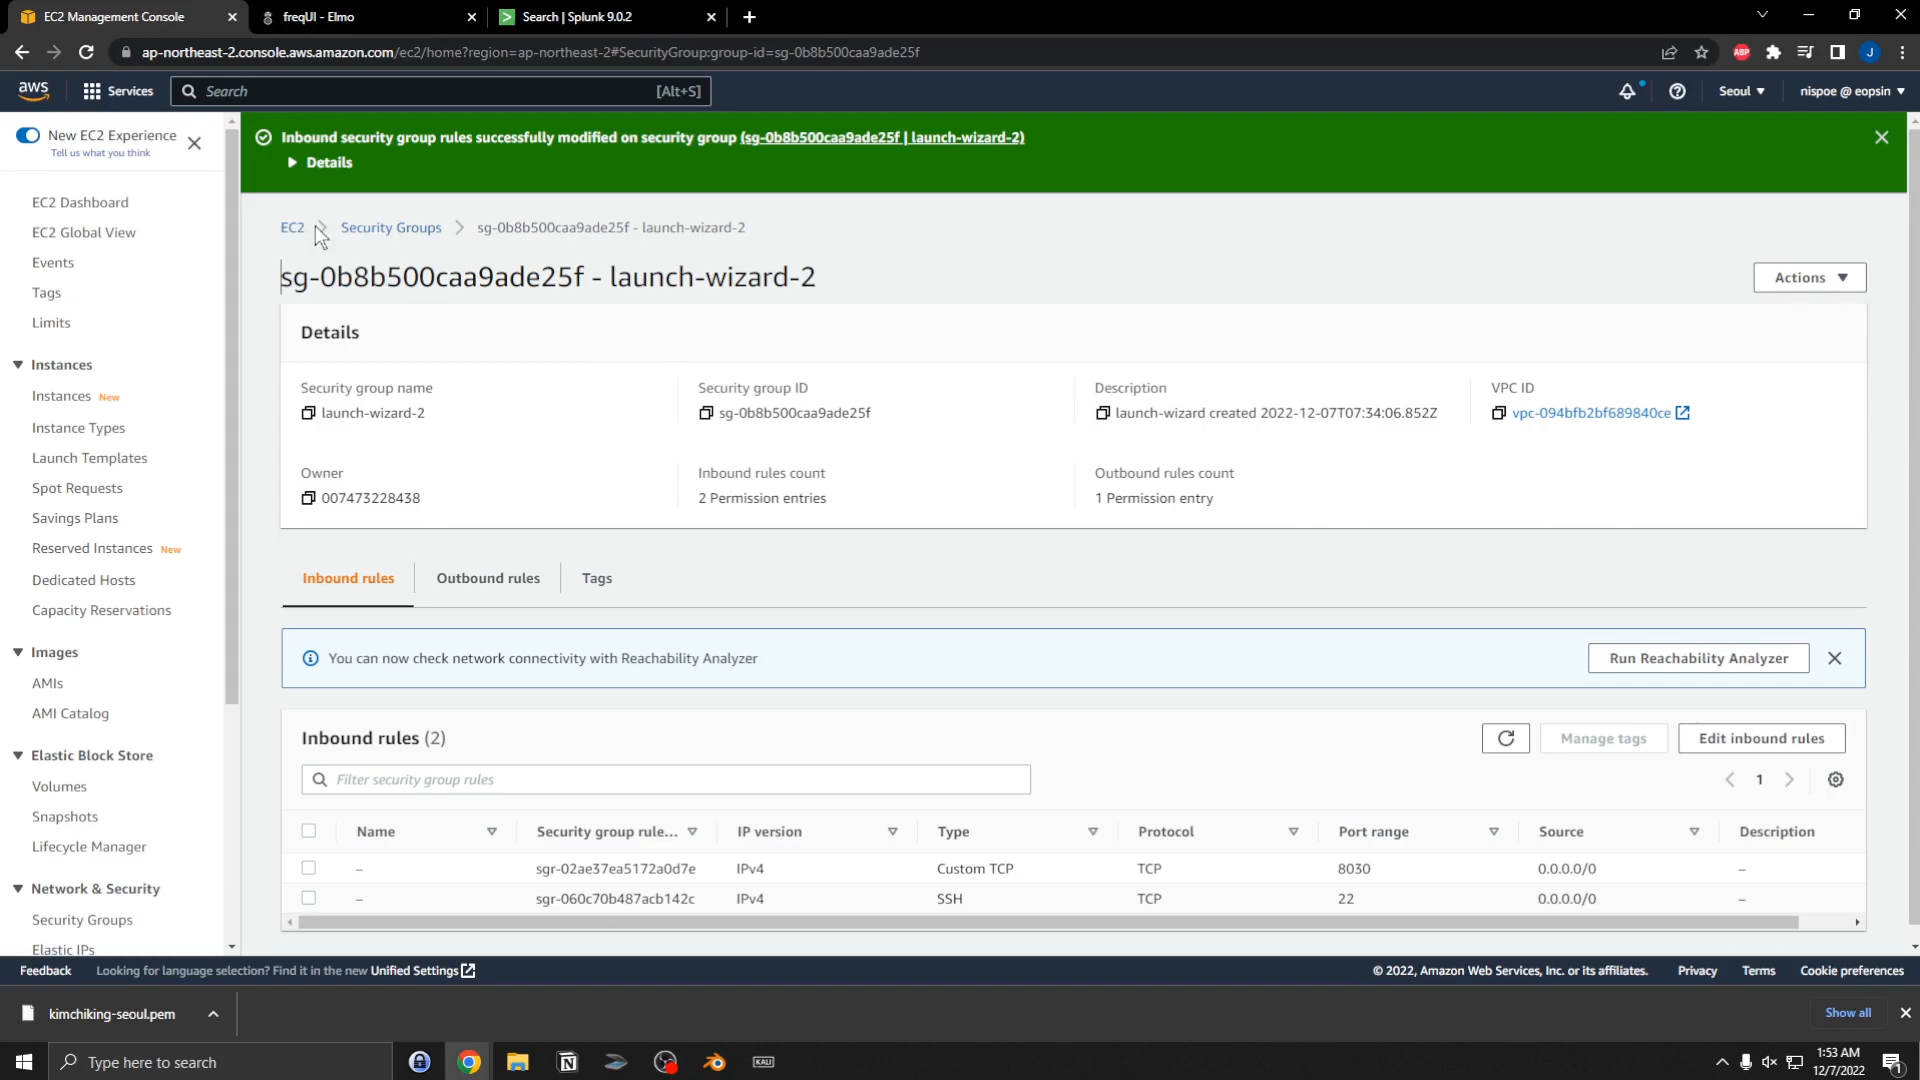 EC2 Management Console
freqUI - Elmo
Search | Splunk 9.0.2
ap-northeast-2.console.aws.amazon.com/ec2/home?region=ap-northeast-2#SecurityGroup:group-id=sg-0b8b500caa9ade25f
ABP
J
aws
Services
Search
[Alt+S]
Seoul
nispoe @ eopsin
New EC2 Experience
Tell us what you think
EC2 Dashboard
EC2 Global View
Events
Tags
Limits
Instances
Instances New
Instance Types
Launch Templates
Spot Requests
Savings Plans
Reserved Instances New
Dedicated Hosts
Capacity Reservations
Images
AMIs
AMI Catalog
Elastic Block Store
Volumes
Snapshots
Lifecycle Manager
Network & Security
Security Groups
Elastic IPs
Inbound security group rules successfully modified on security group (sg-0b8b500caa9ade25f | launch-wizard-2)
Details
EC2 Security Groups sg-0b8b500caa9ade25f - launch-wizard-2
sg-0b8b500caa9ade25f - launch-wizard-2
Actions
Details
Security group name
launch-wizard-2
Security group ID
sg-0b8b500caa9ade25f
Description
launch-wizard created 2022-12-07T07:34:06.852Z
VPC ID
vpc-094bfb2bf689840ce
Owner
007473228438
Inbound rules count
2 Permission entries
Outbound rules count
1 Permission entry
Inbound rules
Outbound rules
Tags
You can now check network connectivity with Reachability Analyzer
Run Reachability Analyzer
Inbound rules (2)
Manage tags
Edit inbound rules
Filter security group rules
1
Name Security group rule... IP version Type Protocol Port range Source Description
– sgr-02ae37ea5172a0d7e IPv4 Custom TCP TCP 8030 0.0.0.0/0 –
– sgr-060c70b487acb142c IPv4 SSH TCP 22 0.0.0.0/0 –
Feedback
Looking for language selection? Find it in the new Unified Settings
© 2022, Amazon Web Services, Inc. or its affiliates.
Privacy
Terms
Cookie preferences
kimchiking-seoul.pem
Show all
Type here to search
KALI
1:53 AM
12/7/2022
1